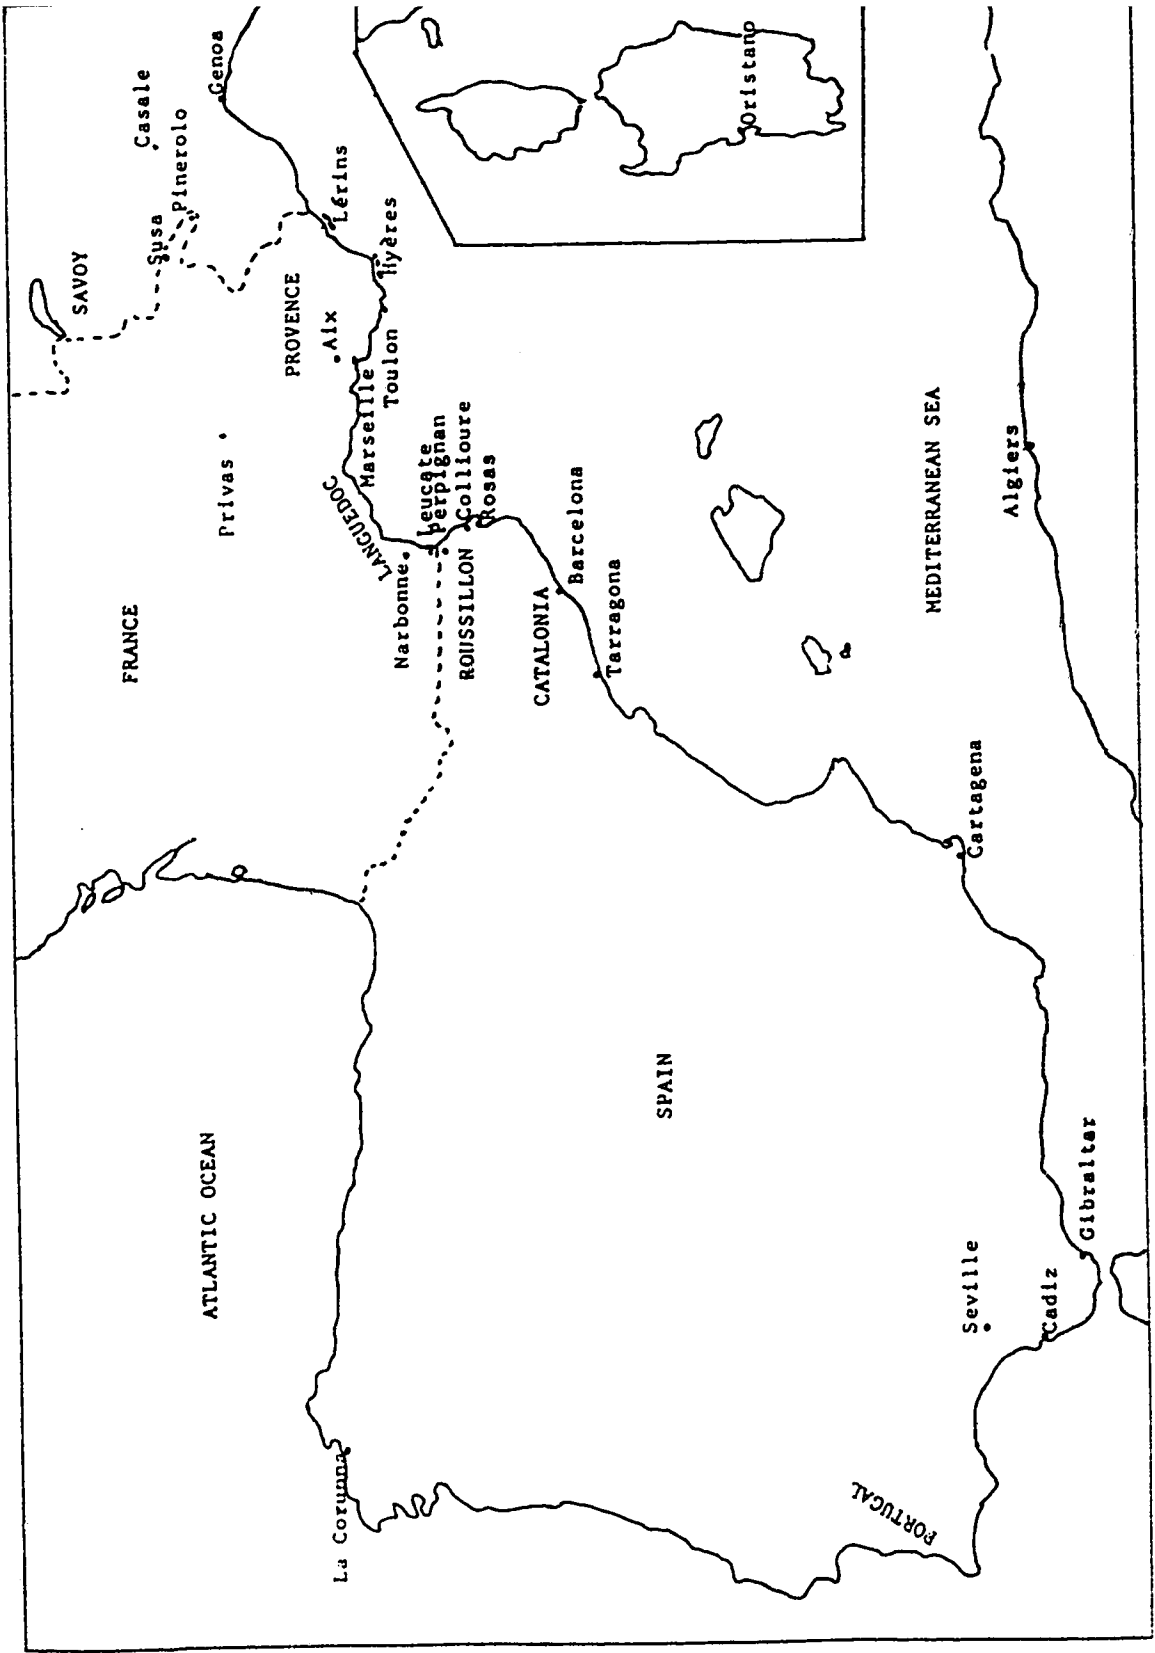 SAVOY
Susa
Casale
Pinerolo
Genoa
FRANCE
Privas
PROVENCE
Aix
Lérins
Hyéres
Toulon
Marseille
LANGUEDOC
Narbonne
Leucate
Perpignan
Collioure
Rosas
ROUSSILLON
CATALONIA
Barcelona
Tarragona
ATLANTIC OCEAN
La Corunna
SPAIN
PORTUGAL
Seville
Cadiz
Gibraltar
Cartagena
MEDITERRANEAN SEA
Algiers
Oristano